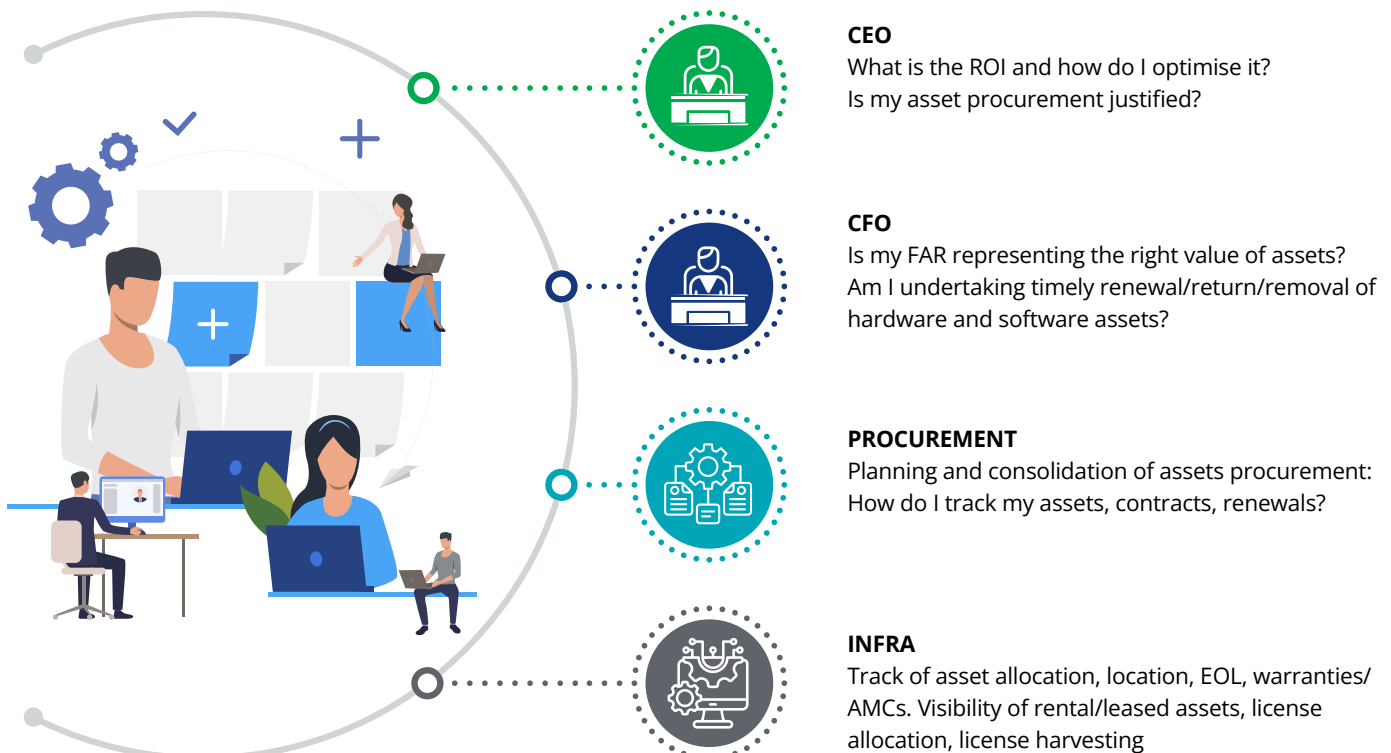 CEO
What is the ROI and how do I optimise it?
Is my asset procurement justified?
CFO
Is my FAR representing the right value of assets?
Am I undertaking timely renewal/return/removal of
hardware and software assets?
PROCUREMENT
Planning and consolidation of assets procurement:
How do I track my assets, contracts, renewals?
INFRA
Track of asset allocation, location, EOL, warranties/
AMCs. Visibility of rental/leased assets, license
allocation, license harvesting